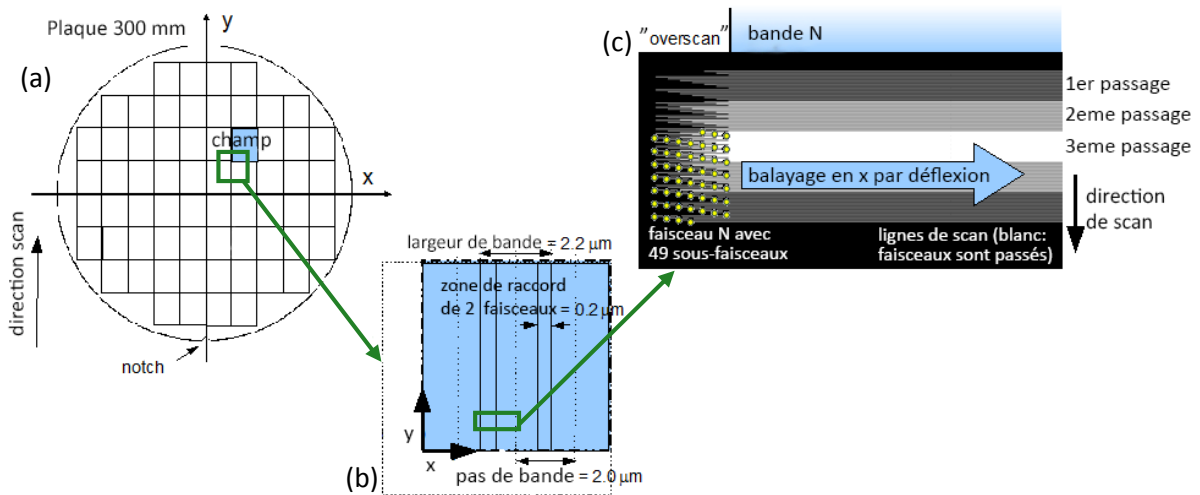 Plaque 300 mm
y
(a)
champ
x
direction scan
notch
largeur de bande = 2.2 µm
zone de raccord
de 2 faisceaux = 0.2 µm
y
x
pas de bande = 2.0 µm
(b)
(c)
"overscan"
bande N
1er passage
2eme passage
3eme passage
balayage en x par déflexion
direction
de scan
faisceau N avec
49 sous-faisceaux
lignes de scan (blanc:
faisceaux sont passés)